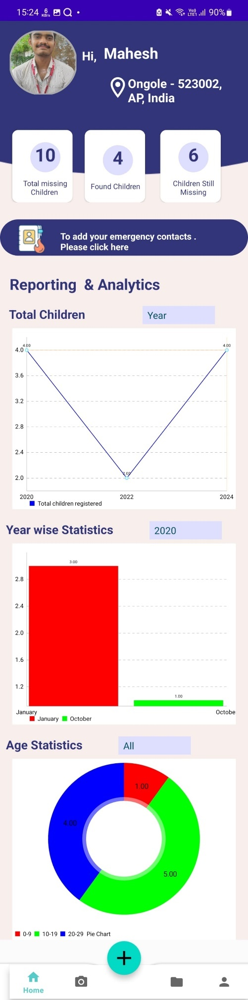 15:24 6 KB/s Vo)) LTE1 90%
Hi, Mahesh
Ongole - 523002,
AP, India
10 4 6
Total missing
Children
Found Children
Children Still
Missing
To add your emergency contacts .
Please click here
Reporting & Analytics
Total Children Year
4.00 4.00
4.0
3.6
3.2
2.8
2.4
2.00
2.0
2020 2022 2024
Total children registered
Year wise Statistics 2020
3.00
2.8
2.4
2.0
1.6
1.2
1.00
January Octobe
January October
Age Statistics All
1.00
4.00
5.00
0-9 10-19 20-29 Pie Chart
Home